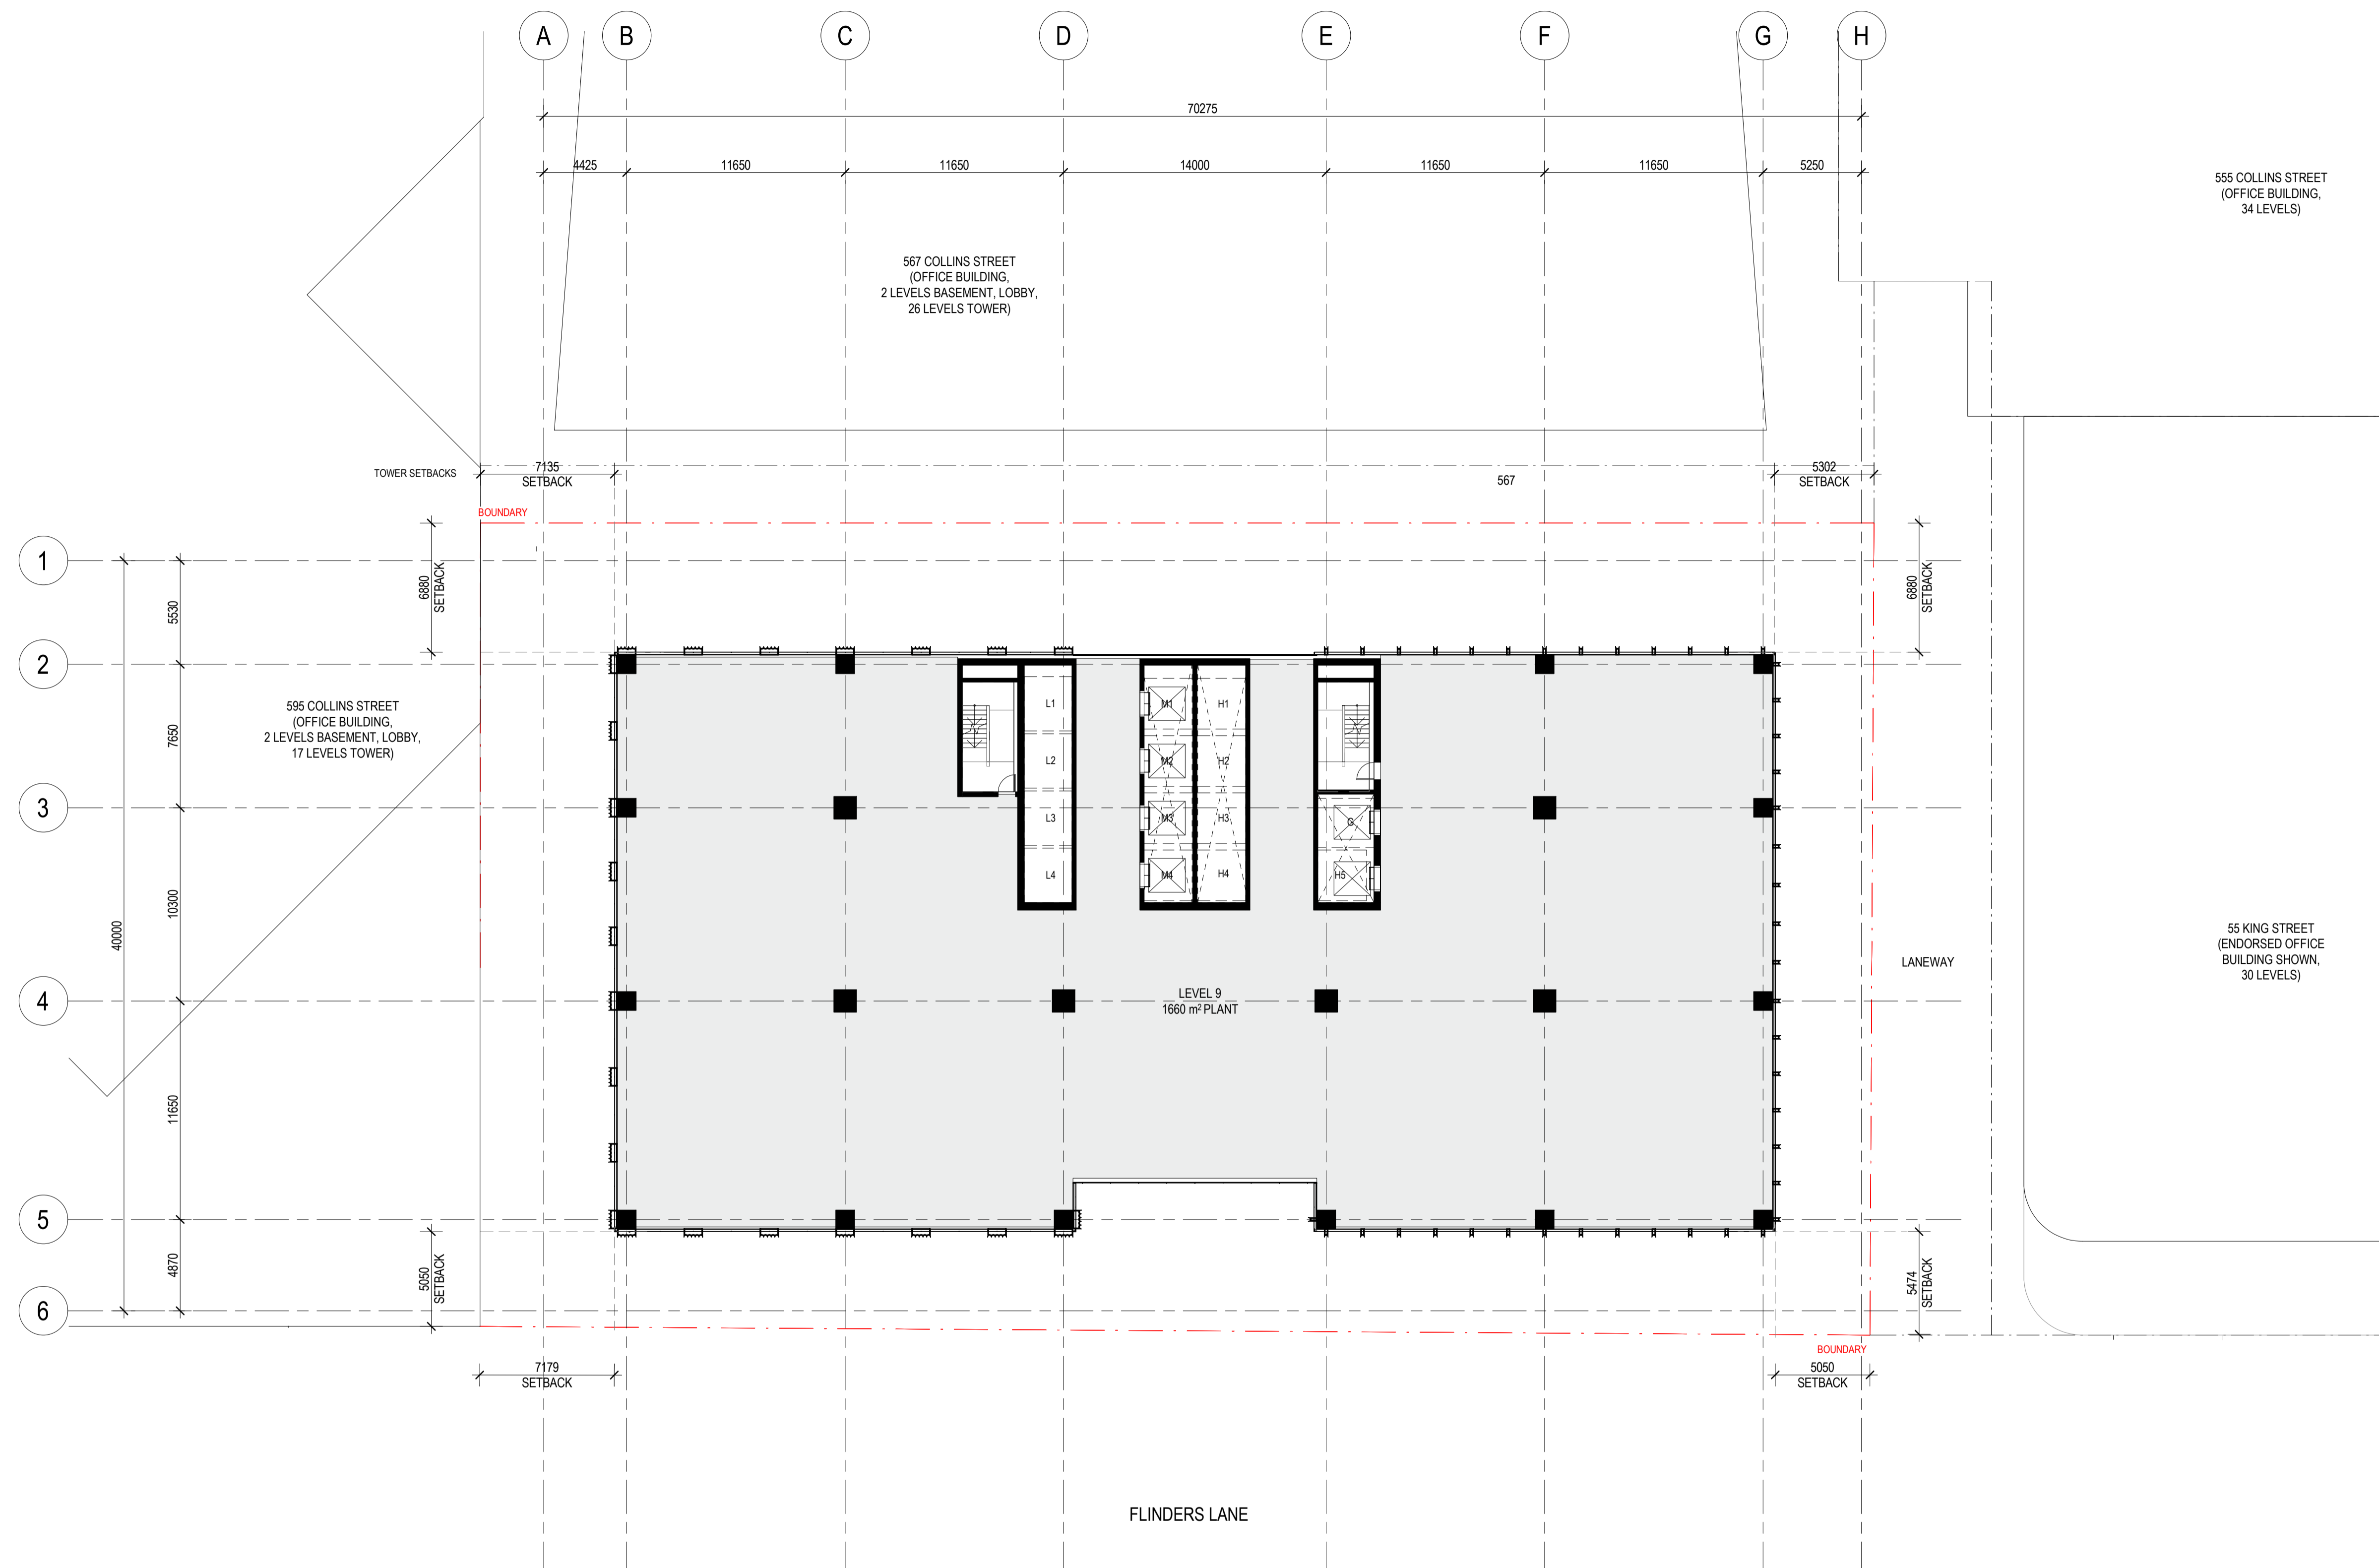 A
B
C
D
E
F
G
H
70275
4425
11650
11650
14000
11650
11650
5250
555 COLLINS STREET
(OFFICE BUILDING,
34 LEVELS)
567 COLLINS STREET
(OFFICE BUILDING,
2 LEVELS BASEMENT, LOBBY,
26 LEVELS TOWER)
TOWER SETBACKS
7135
SETBACK
567
5302
SETBACK
BOUNDARY
1
6880
SETBACK
6880
SETBACK
5530
2
595 COLLINS STREET
(OFFICE BUILDING,
2 LEVELS BASEMENT, LOBBY,
17 LEVELS TOWER)
7650
L1
M1
H1
L2
M2
H2
3
L3
M3
H3
G
L4
M4
H4
H5
10300
40000
55 KING STREET
(ENDORSED OFFICE
BUILDING SHOWN,
30 LEVELS)
LANEWAY
4
LEVEL 9
1660 m² PLANT
11650
5
4870
5050
SETBACK
5474
SETBACK
6
BOUNDARY
7179
SETBACK
5050
SETBACK
FLINDERS LANE